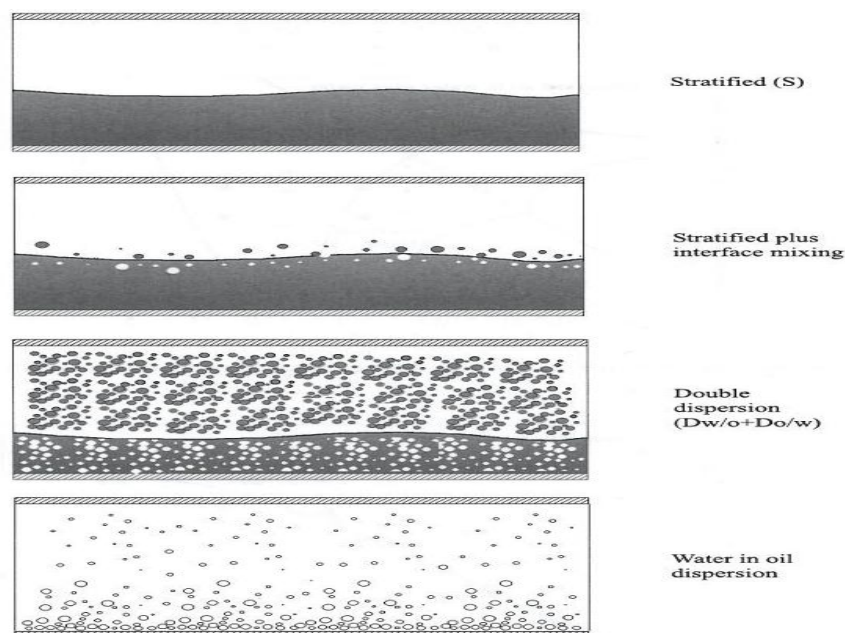 Stratified (S)
Stratified plus
interface mixing
Double
dispersion
(Dw/o+Do/w)
Water in oil
dispersion